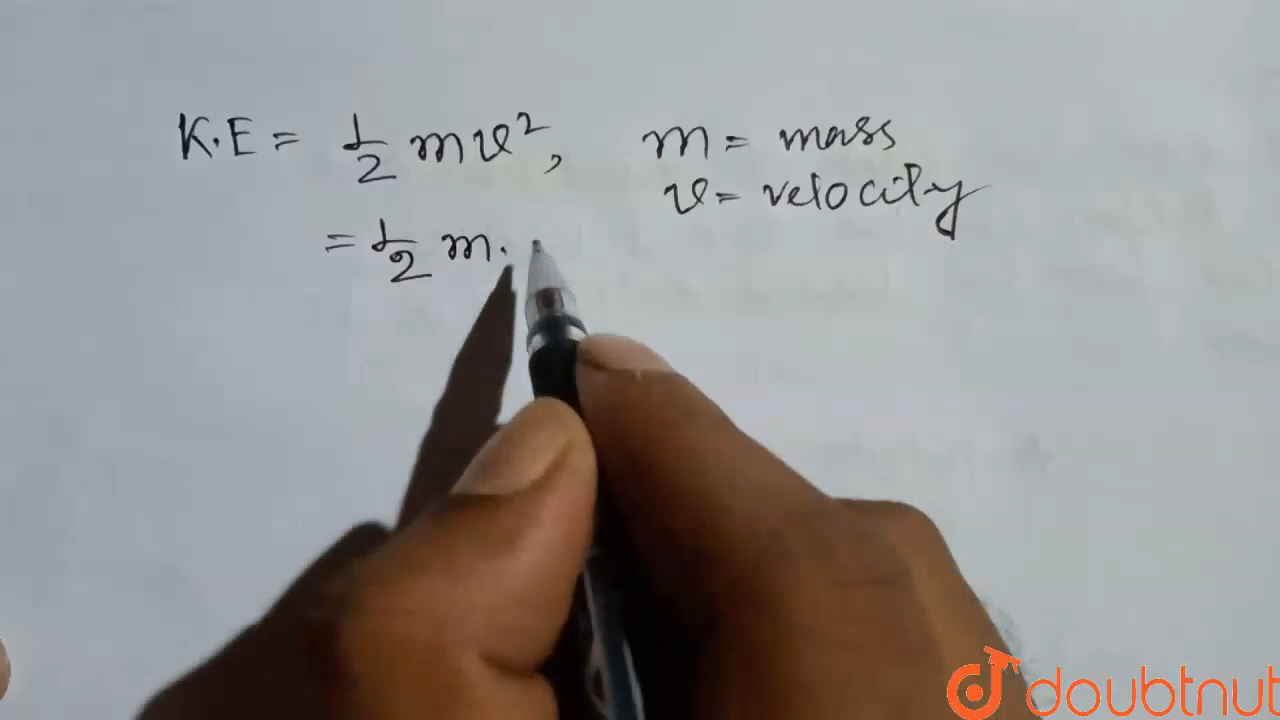 K.E = 1/2 mv², m = mass
v = velocity
= 1/2 m.
doubtnut